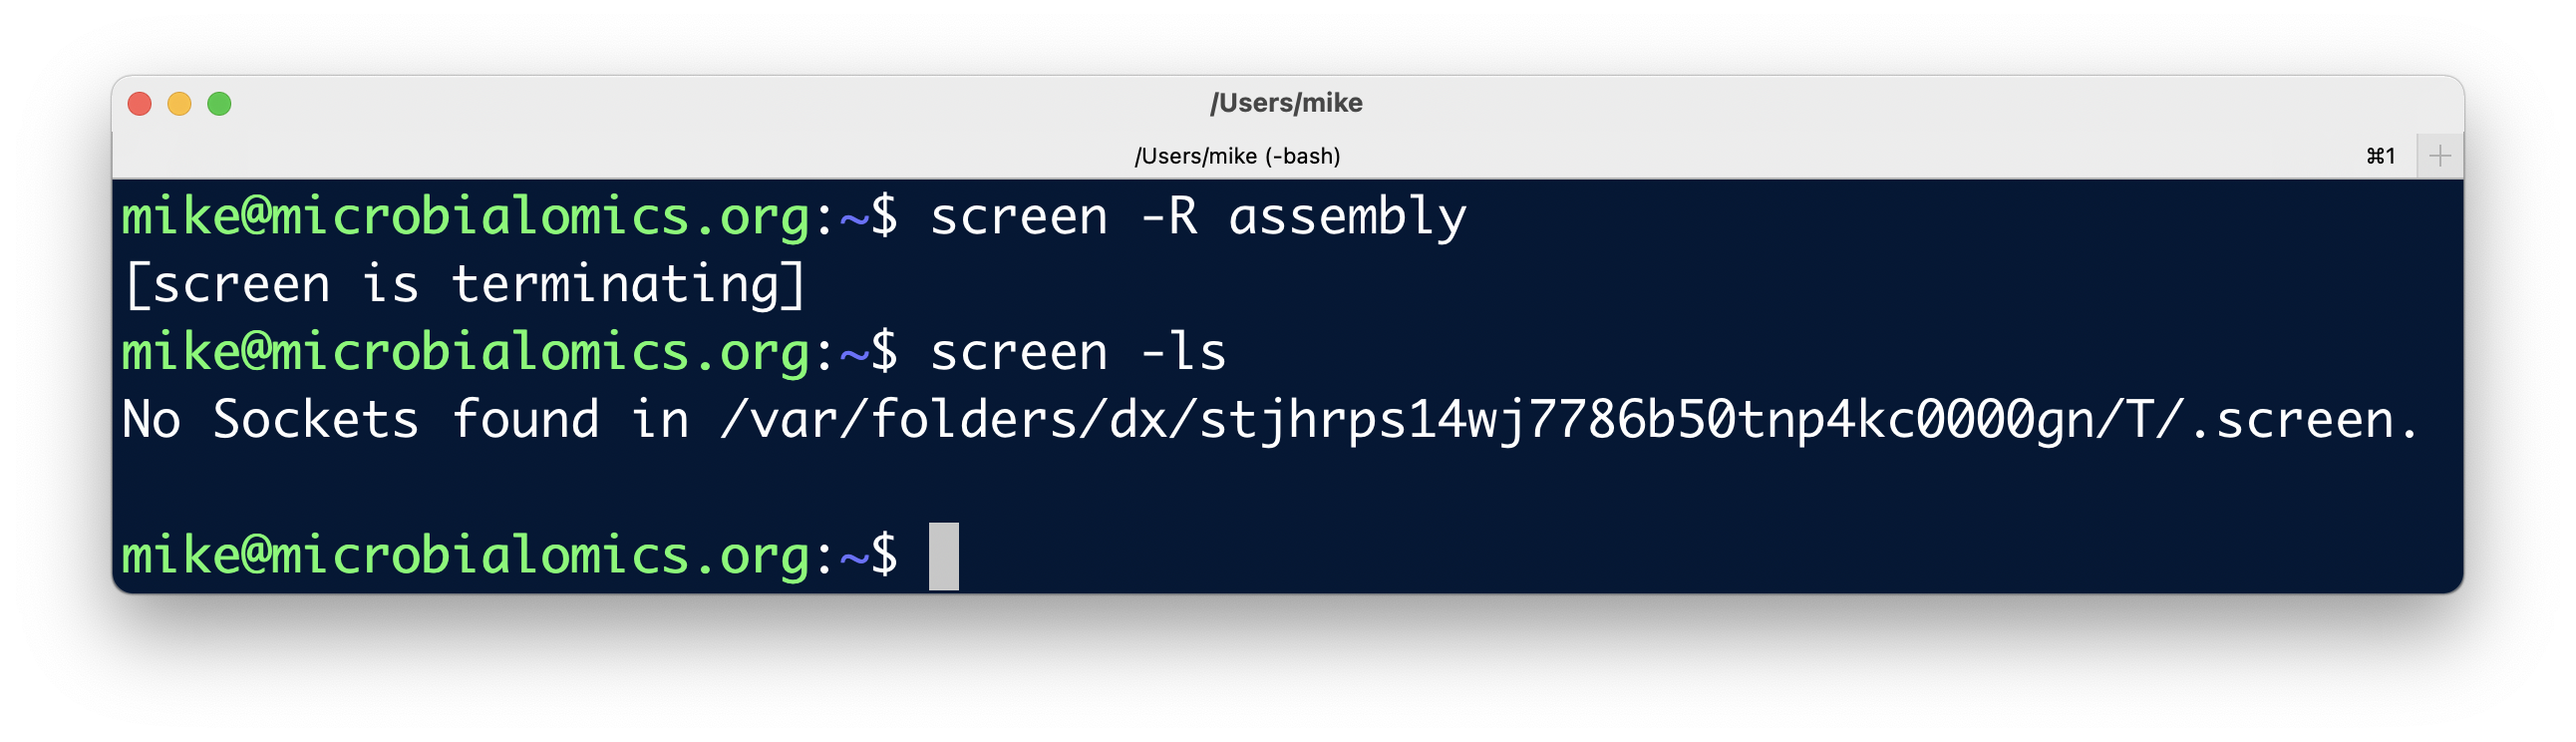 /Users/mike
/Users/mike (-bash) ⌘1 +
mike@microbialomics.org:~$ screen -R assembly
[screen is terminating]
mike@microbialomics.org:~$ screen -ls
No Sockets found in /var/folders/dx/stjhrps14wj7786b50tnp4kc0000gn/T/.screen.
mike@microbialomics.org:~$